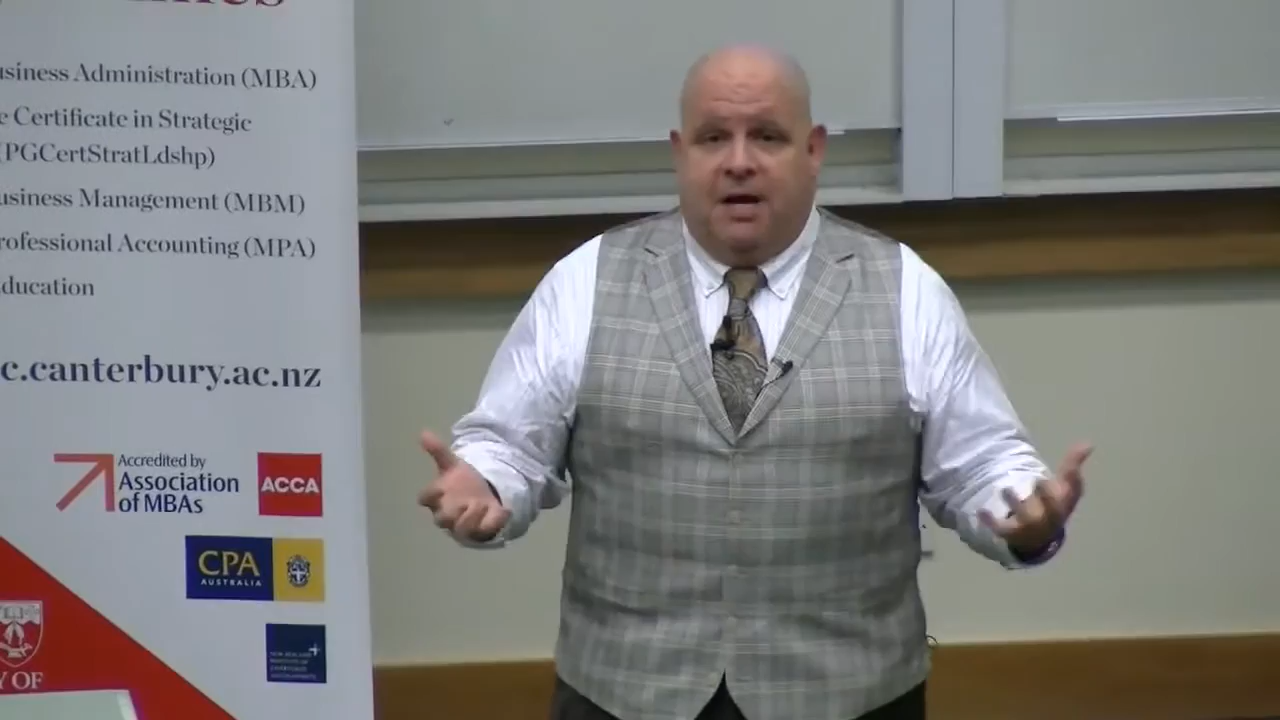 usiness Administration (MBA)
e Certificate in Strategic
(PGCertStratLdshp)
usiness Management (MBM)
rofessional Accounting (MPA)
ducation
c.canterbury.ac.nz
Accredited by
Association
of MBAs
ACCA
CPA
AUSTRALIA
Y OF